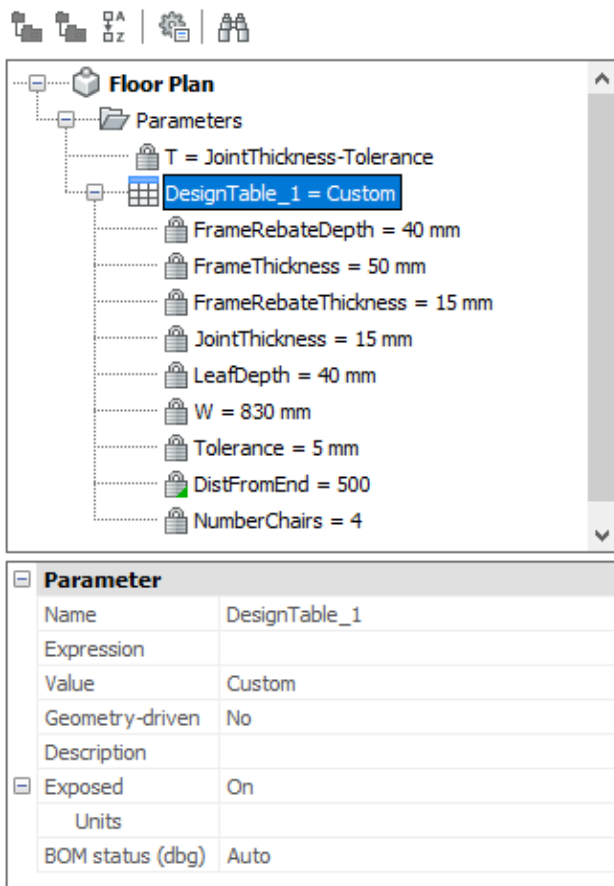 A
Z
Floor Plan
Parameters
T = JointThickness-Tolerance
DesignTable_1 = Custom
FrameRebateDepth = 40 mm
FrameThickness = 50 mm
FrameRebateThickness = 15 mm
JointThickness = 15 mm
LeafDepth = 40 mm
W = 830 mm
Tolerance = 5 mm
DistFromEnd = 500
NumberChairs = 4
Parameter
Name DesignTable_1
Expression
Value Custom
Geometry-driven No
Description
Exposed On
Units
BOM status (dbg) Auto